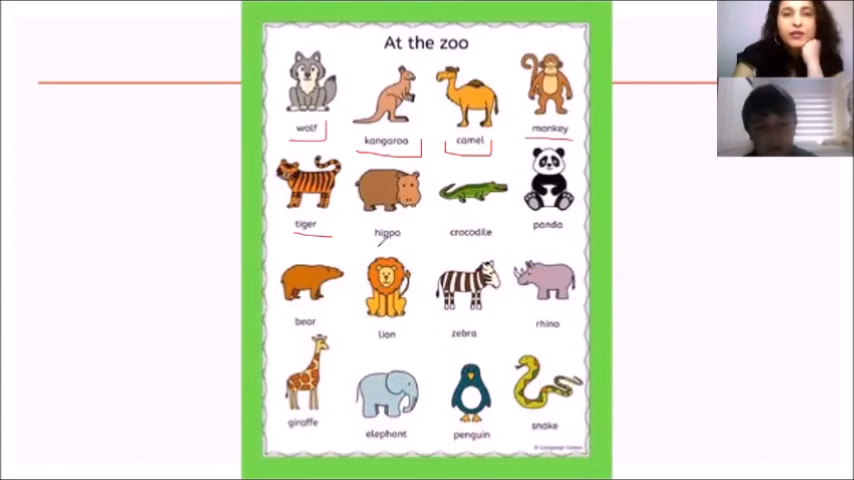 At the zoo
wolf
kangaroo
camel
monkey
tiger
hippo
crocodile
panda
bear
lion
zebra
rhino
giraffe
elephant
penguin
snake